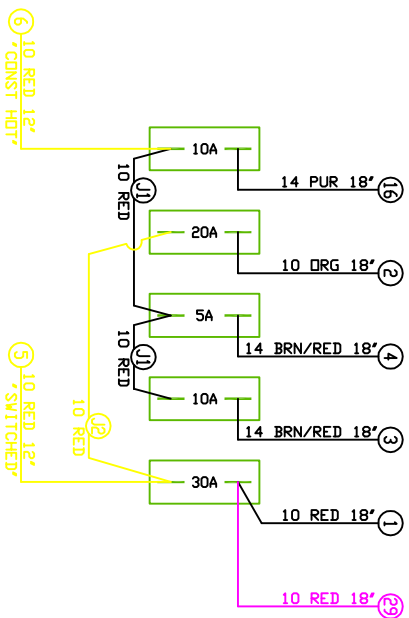 6
10 RED 12"
"CONST HOT"
10A
14 PUR 18"
16
J1
10 RED
20A
10 ORG 18"
2
5A
14 BRN/RED 18"
4
J1
10 RED
10A
14 BRN/RED 18"
3
5
10 RED 12"
"SWITCHED"
J2
10 RED
30A
10 RED 18"
1
10 RED 18"
29